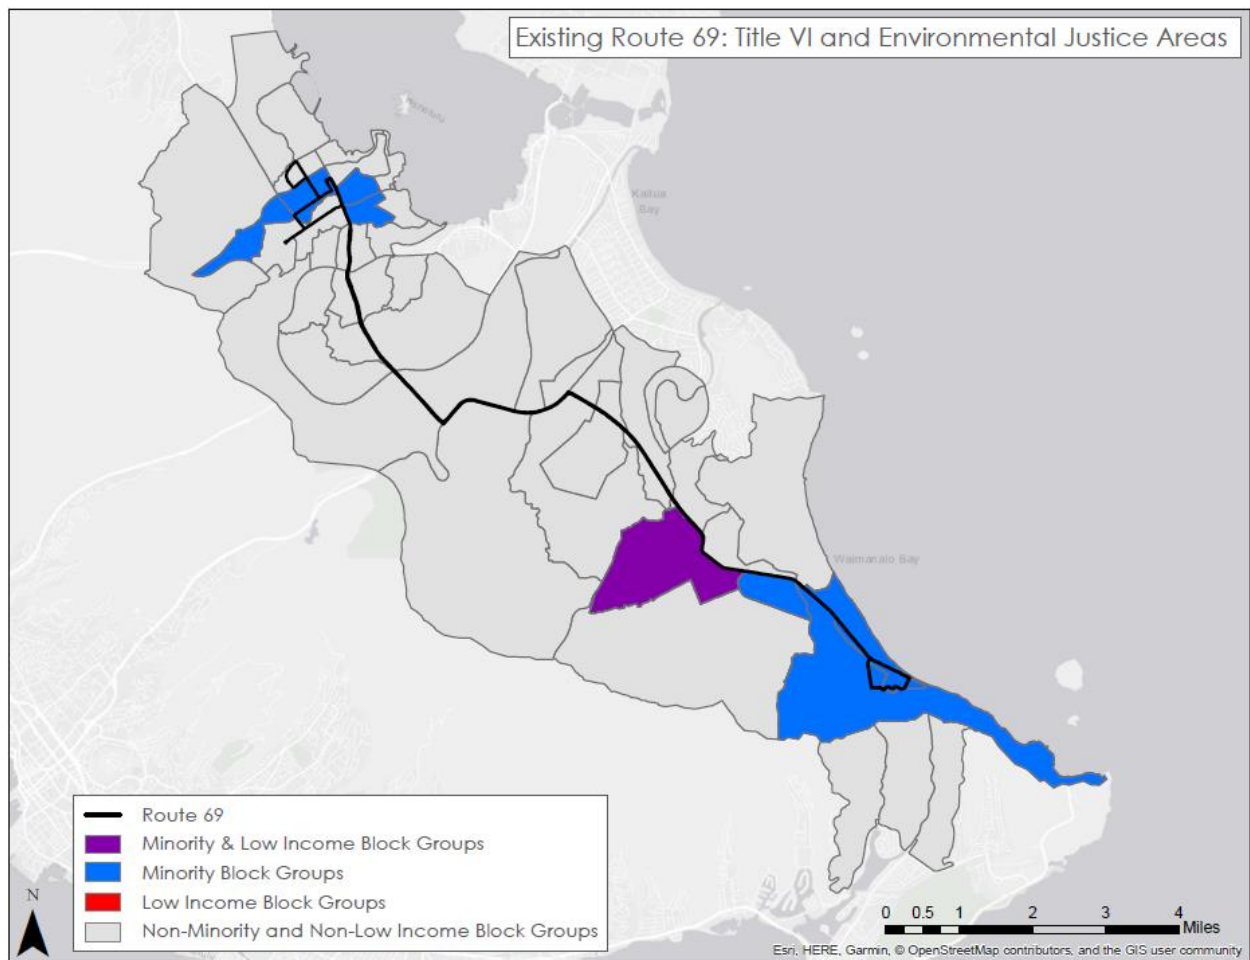 Existing Route 69: Title VI and Environmental Justice Areas
Kailua
Bay
Waimanalo Bay
Route 69
Minority & Low Income Block Groups
Minority Block Groups
Low Income Block Groups
Non-Minority and Non-Low Income Block Groups
N
0 0.5 1 2 3 4
Miles
Esri, HERE, Garmin, © OpenStreetMap contributors, and the GIS user community